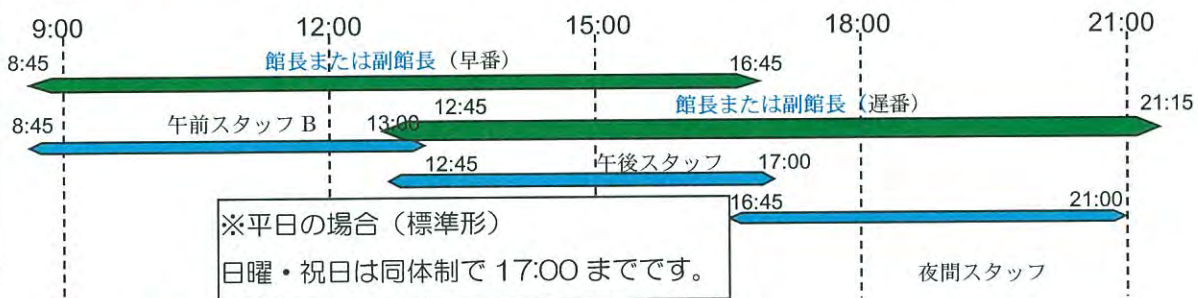 9:00 12:00 15:00 18:00 21:00
8:45 館長または副館長（早番） 16:45
12:45 館長または副館長（遅番） 21:15
8:45 午前スタッフ B 13:00
12:45 午後スタッフ 17:00
16:45 21:00
※平日の場合（標準形）
日曜・祝日は同体制で 17:00 までです。
夜間スタッフ